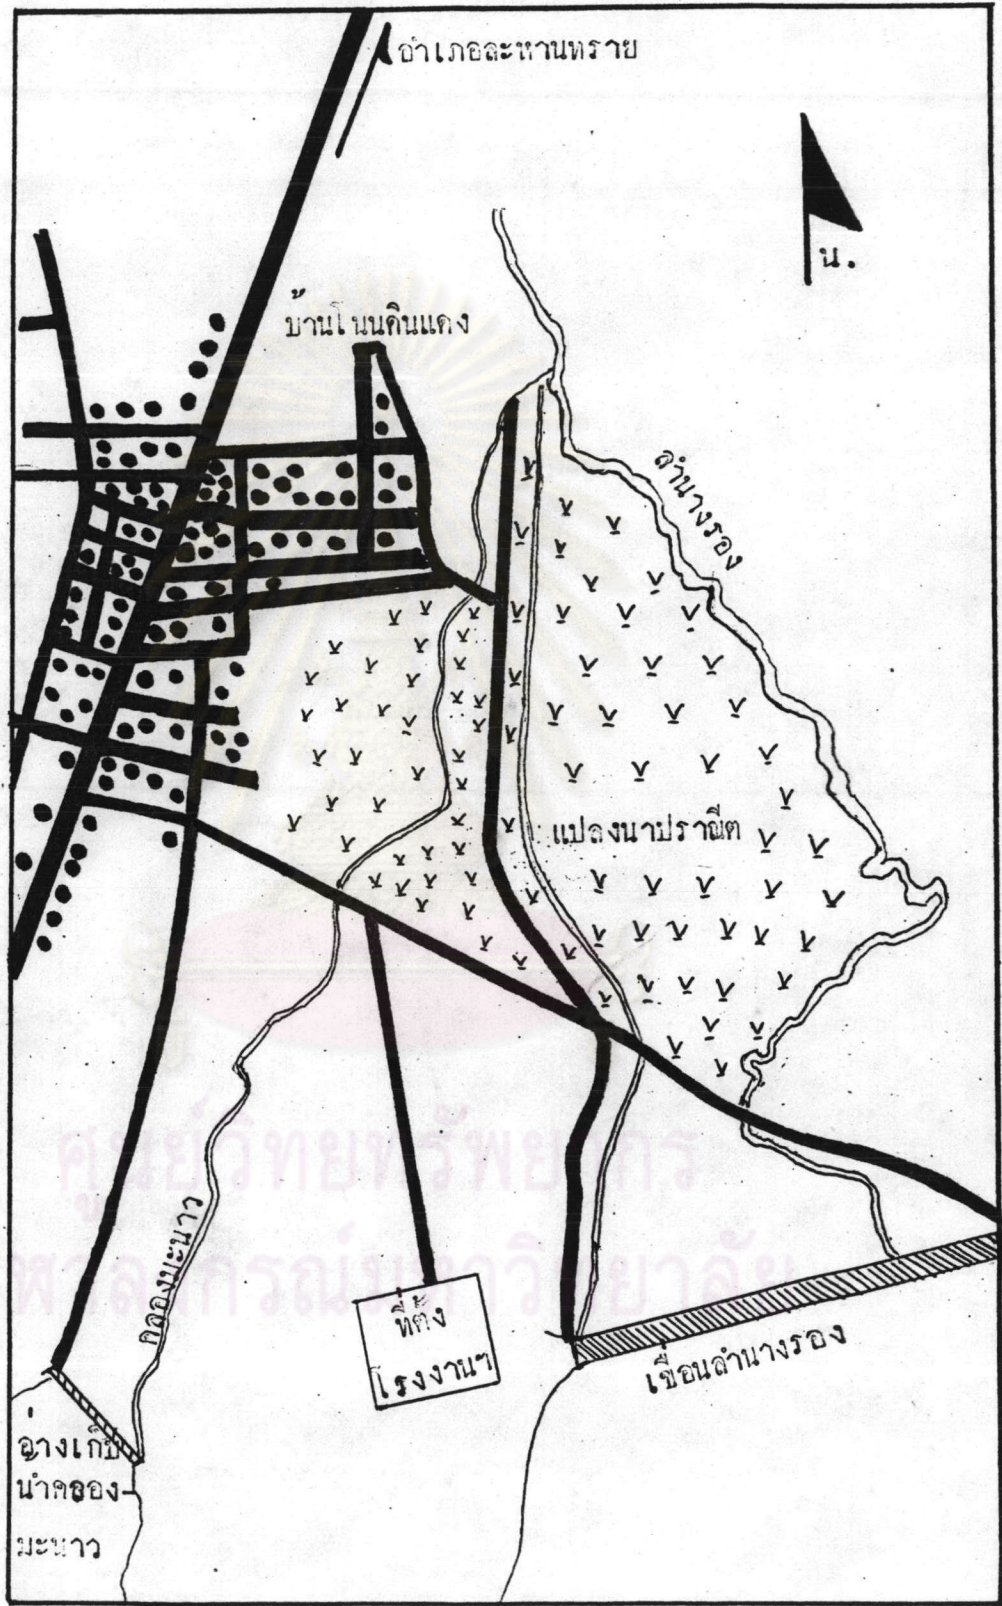 อำเภอละหานทราย
น.
บ้านโนนดินแดง
ลำนางรอง
แปลงนาปราณีต
ศูนย์วิทยทรัพยากร
จุฬาลงกรณ์มหาวิทยาลัย
คลองมะนาว
ที่ตั้ง
โรงงานฯ
เขื่อนลำนางรอง
อ่างเก็บ
น้ำคลอง
มะนาว